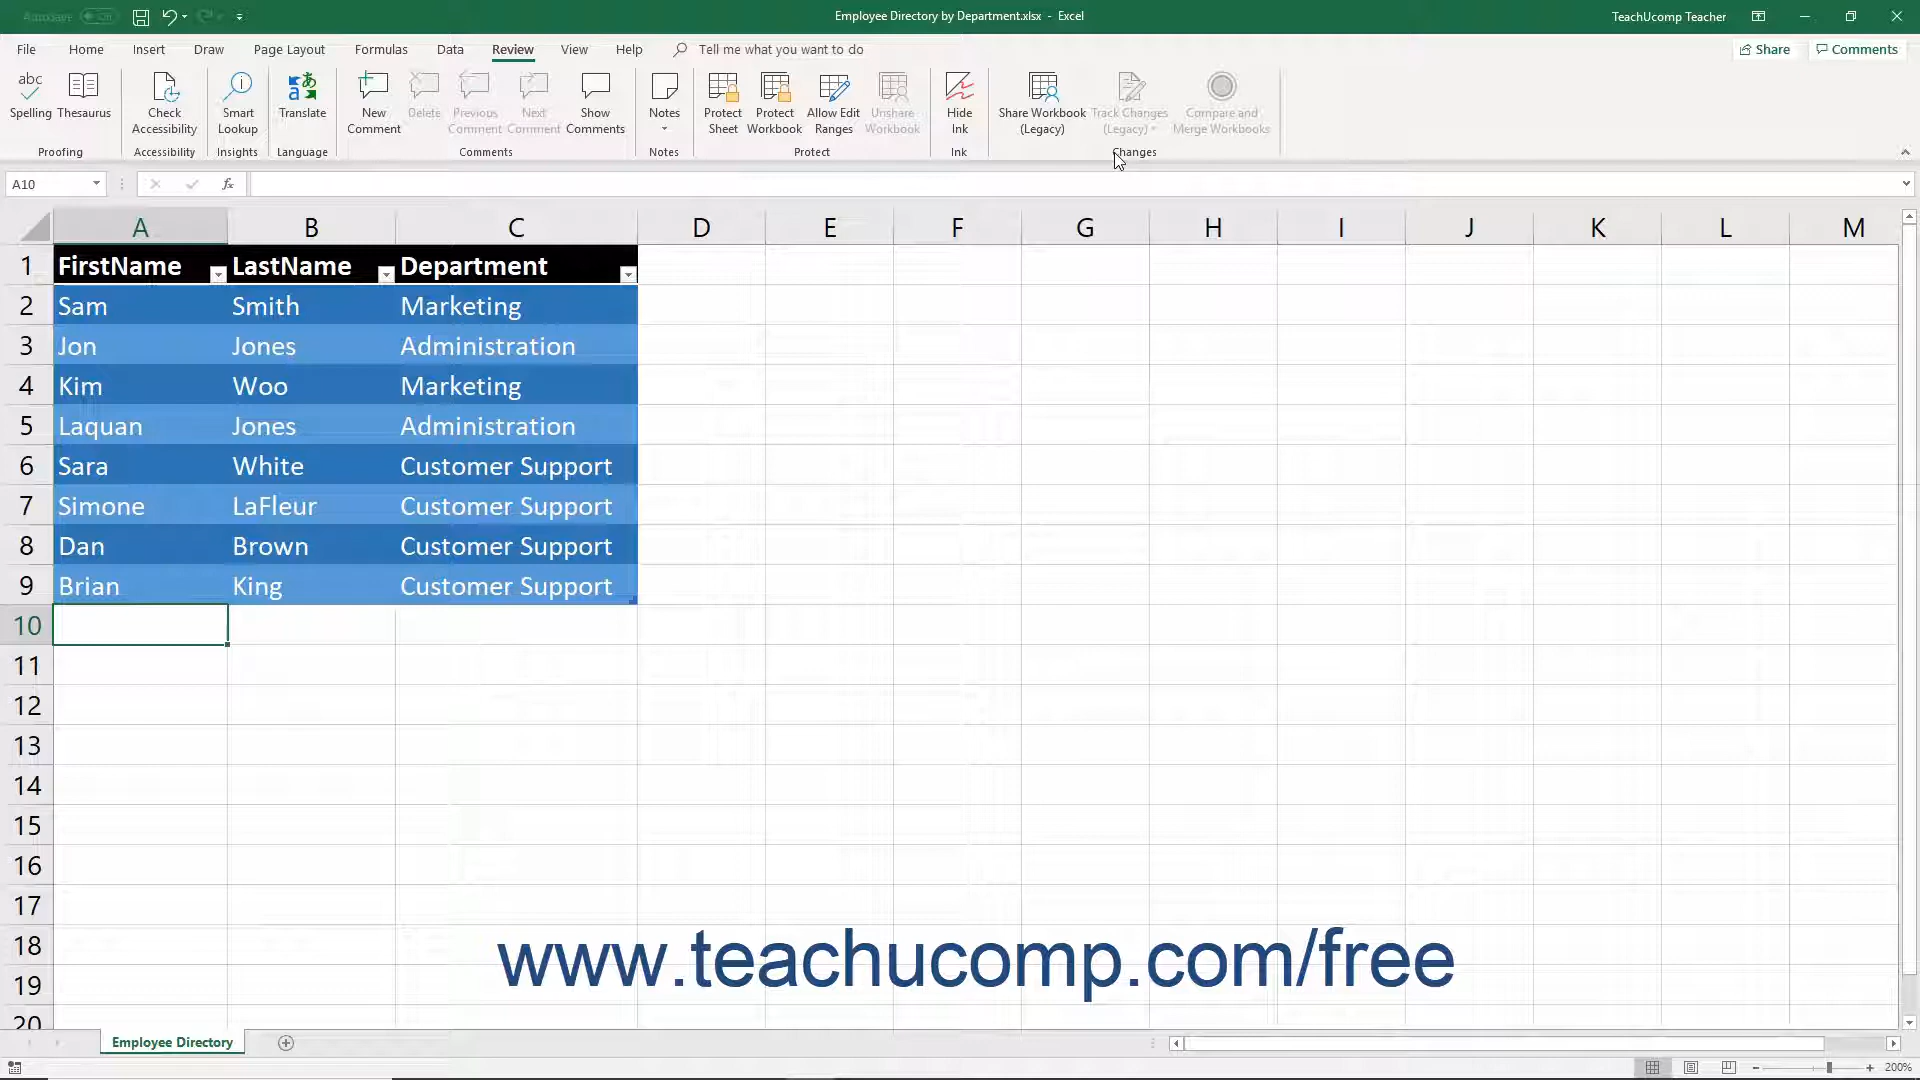 AutoSave Off
Employee Directory by Department.xlsx - Excel
TeachUcomp Teacher
File Home Insert Draw Page Layout Formulas Data Review View Help Tell me what you want to do Share Comments
abc
Spelling Thesaurus Check Accessibility Smart Lookup Translate New Comment Delete Previous Comment Next Comment Show Comments Notes Protect Sheet Protect Workbook Allow Edit Ranges Unshare Workbook Hide Ink Share Workbook (Legacy) Track Changes (Legacy) Compare and Merge Workbooks
Proofing Accessibility Insights Language Comments Notes Protect Ink Changes
A10 fx
A B C D E F G H I J K L M
1 FirstName LastName Department
2 Sam Smith Marketing
3 Jon Jones Administration
4 Kim Woo Marketing
5 Laquan Jones Administration
6 Sara White Customer Support
7 Simone LaFleur Customer Support
8 Dan Brown Customer Support
9 Brian King Customer Support
10
11
12
13
14
15
16
17
18
www.teachucomp.com/free
19
20
Employee Directory
200%